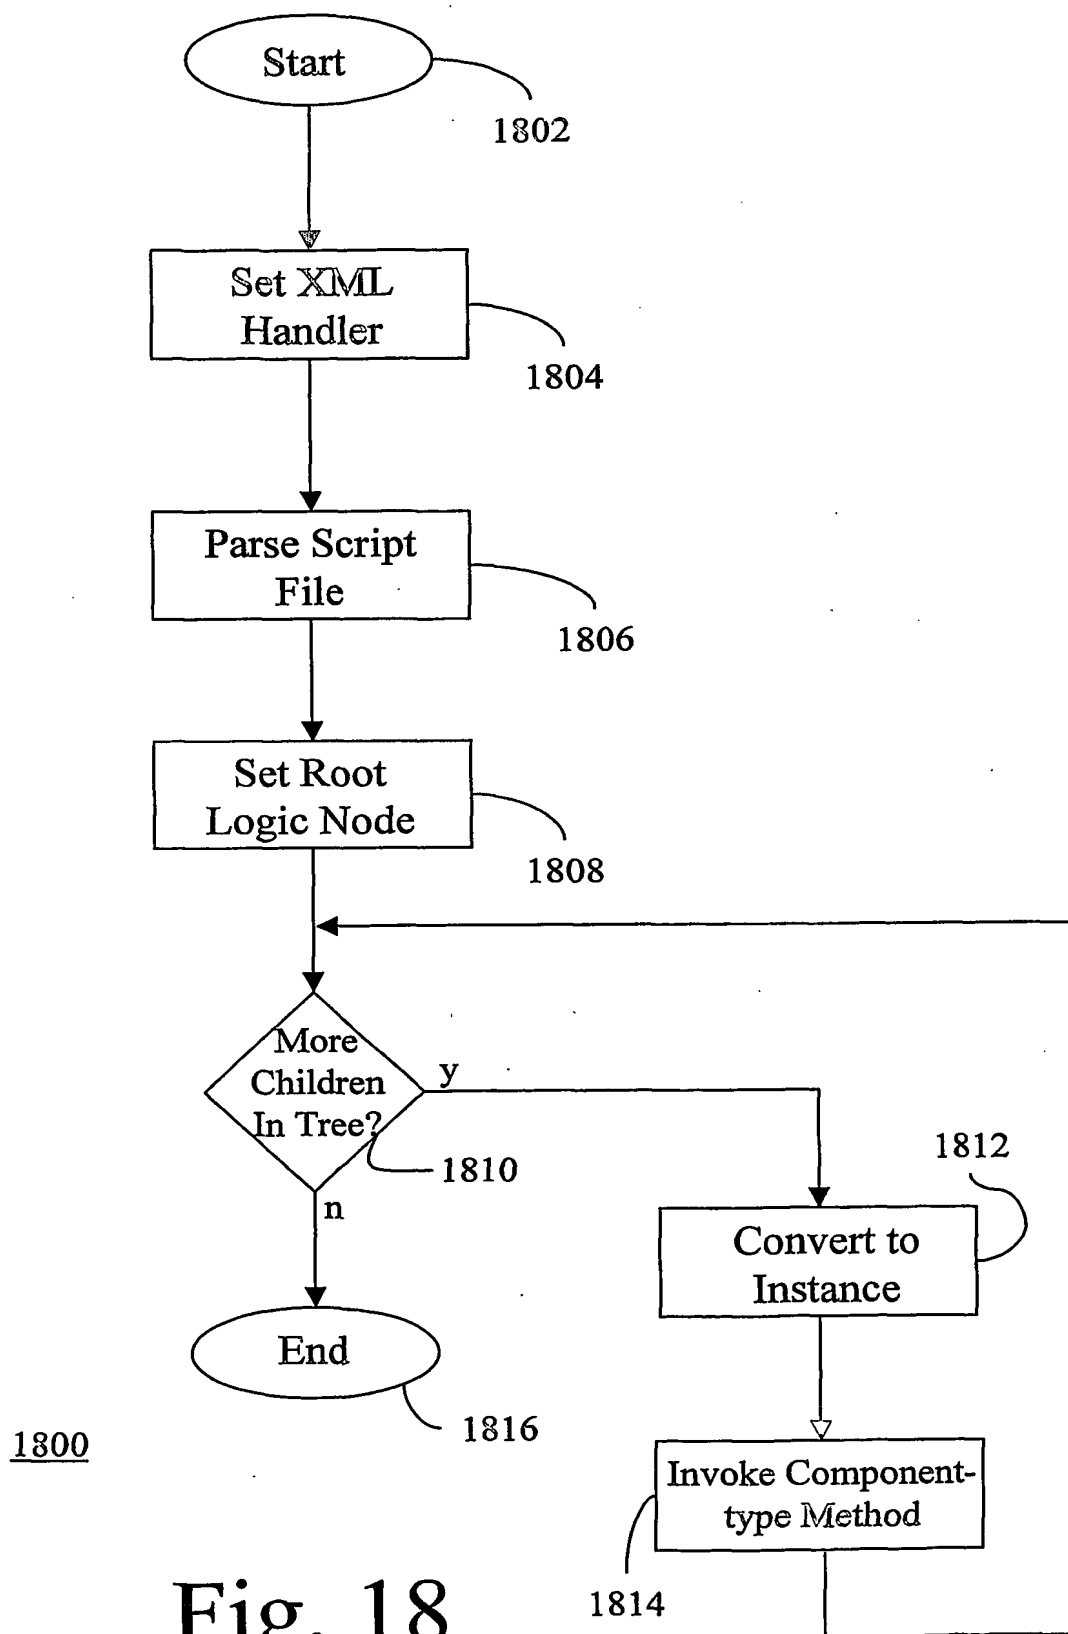 Start
1802
Set XML
Handler
1804
Parse Script
File
1806
Set Root
Logic Node
1808
More
Children
In Tree?
y
1810
n
1812
Convert to
Instance
End
1816
1800
Invoke Component-
type Method
1814
Fig. 18